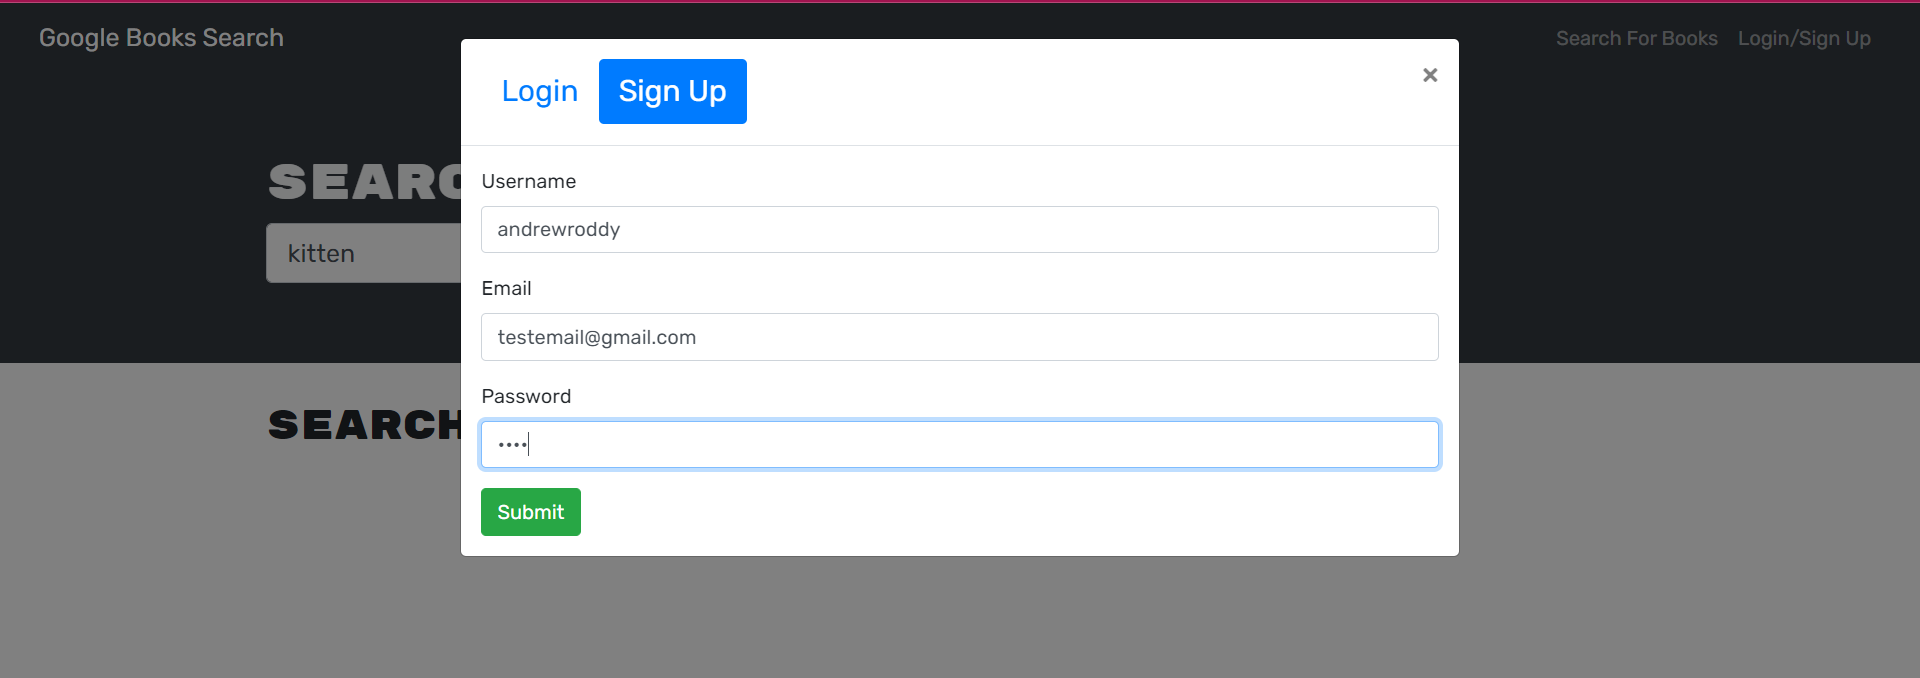 Google Books Search
Search For Books
Login/Sign Up
Login
Sign Up
×
SEARC
kitten
Username
andrewroddy
Email
testemail@gmail.com
Password
••••
SEARCH
Submit